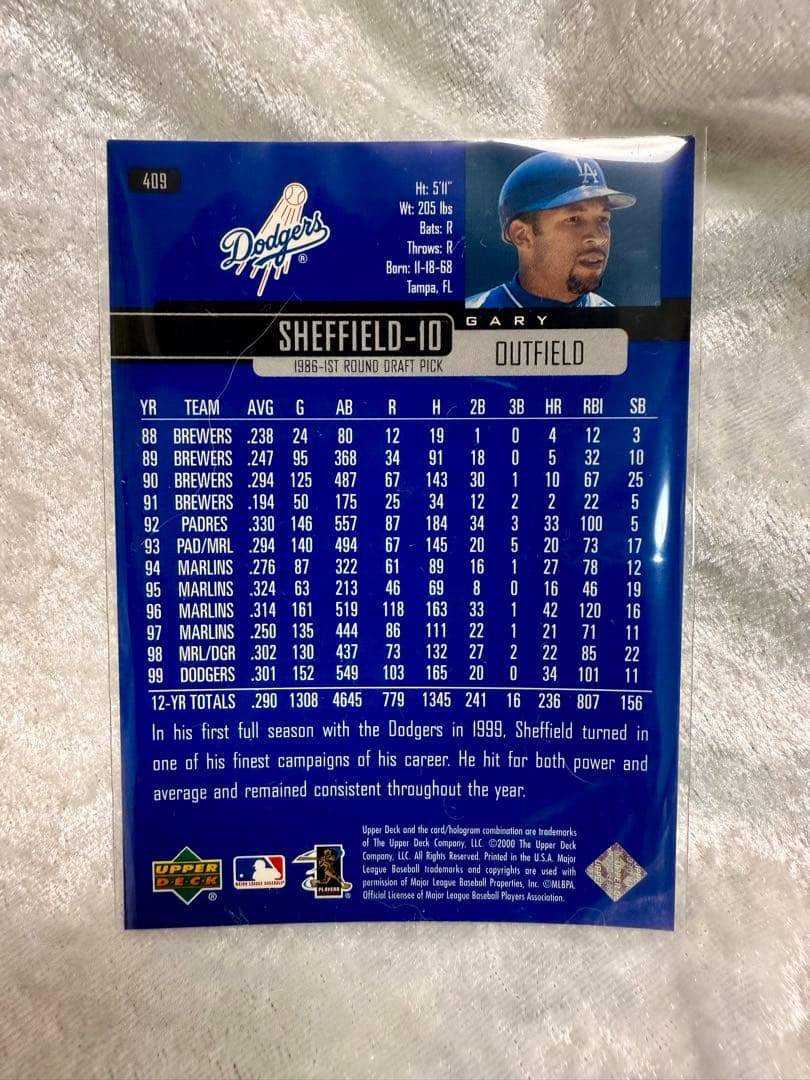 409
Dodgers®
Ht: 5'11"
Wt: 205 lbs
Bats: R
Throws: R
Born: 11-18-68
Tampa, FL
LA
GARY
SHEFFIELD-10
OUTFIELD
1986-1ST ROUND DRAFT PICK
YR TEAM AVG G AB R H 2B 3B HR RBI SB
88 BREWERS .238 24 80 12 19 1 0 4 12 3
89 BREWERS .247 95 368 34 91 18 0 5 32 10
90 BREWERS .294 125 487 67 143 30 1 10 67 25
91 BREWERS .194 50 175 25 34 12 2 2 22 5
92 PADRES .330 146 557 87 184 34 3 33 100 5
93 PAD/MRL .294 140 494 67 145 20 5 20 73 17
94 MARLINS .276 87 322 61 89 16 1 27 78 12
95 MARLINS .324 63 213 46 69 8 0 16 46 19
96 MARLINS .314 161 519 118 163 33 1 42 120 16
97 MARLINS .250 135 444 86 111 22 1 21 71 11
98 MRL/DGR .302 130 437 73 132 27 2 22 85 22
99 DODGERS .301 152 549 103 165 20 0 34 101 11
12-YR TOTALS .290 1308 4645 779 1345 241 16 236 807 156
In his first full season with the Dodgers in 1999, Sheffield turned in
one of his finest campaigns of his career. He hit for both power and
average and remained consistent throughout the year.
Upper Deck and the card/hologram combination are trademarks
of The Upper Deck Company, LLC. ©2000 The Upper Deck
Company, LLC. All Rights Reserved. Printed in the U.S.A. Major
League Baseball trademarks and copyrights are used with
permission of Major League Baseball Properties, Inc. ©MLBPA.
Official Licensee of Major League Baseball Players Association.
UPPER
DECK®
MAJOR LEAGUE BASEBALL
PLAYERS